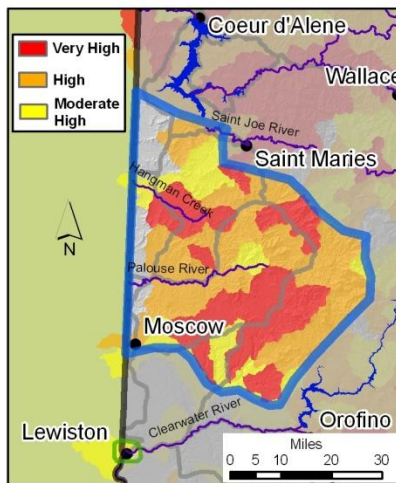 Very High
High
Moderate
High
Coeur d'Alene
Wallace
Saint Joe River
Saint Maries
Hangman Creek
N
Palouse River
Moscow
Clearwater River
Orofino
Lewiston
Miles
0 5 10 20 30